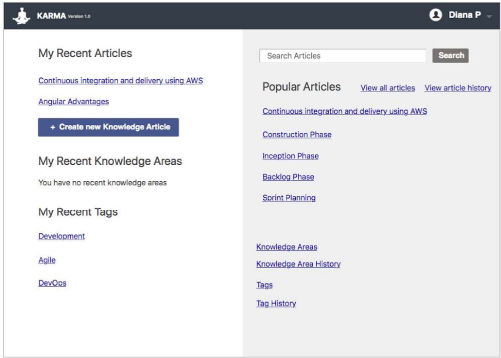 KARMA Version 1.0
Diana P
My Recent Articles
Continuous integration and delivery using AWS
Angular Advantages
+ Create new Knowledge Article
My Recent Knowledge Areas
You have no recent knowledge areas
My Recent Tags
Development
Agile
DevOps
Search Articles
Search
Popular Articles
View all articles
View article history
Continuous integration and delivery using AWS
Construction Phase
Inception Phase
Backlog Phase
Sprint Planning
Knowledge Areas
Knowledge Area History
Tags
Tag History